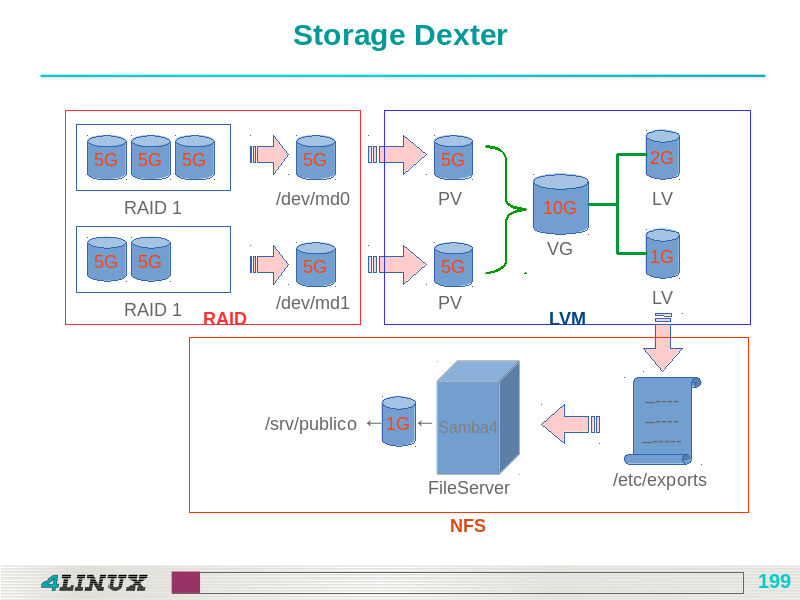 Storage Dexter
5G 5G 5G
5G
5G
2G
RAID 1
/dev/md0
PV
10G
LV
VG
5G 5G
5G
5G
1G
RAID 1
/dev/md1
PV
LV
RAID
LVM
/srv/publico
1G
Samba4
FileServer
/etc/exports
NFS
4LINUX
199